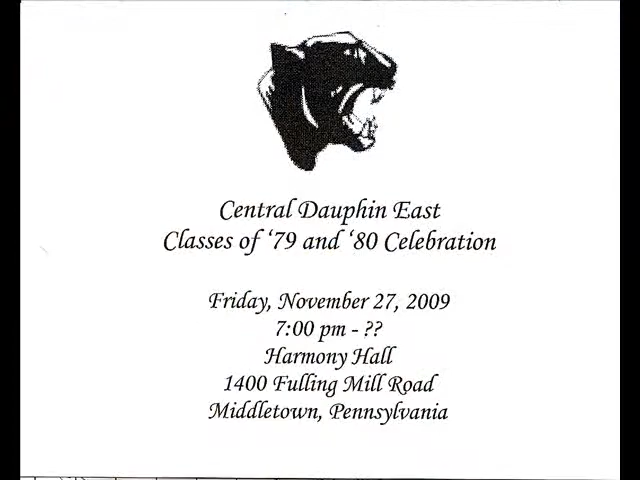 Central Dauphin East
Classes of ‘79 and ‘80 Celebration
Friday, November 27, 2009
7:00 pm - ??
Harmony Hall
1400 Fulling Mill Road
Middletown, Pennsylvania